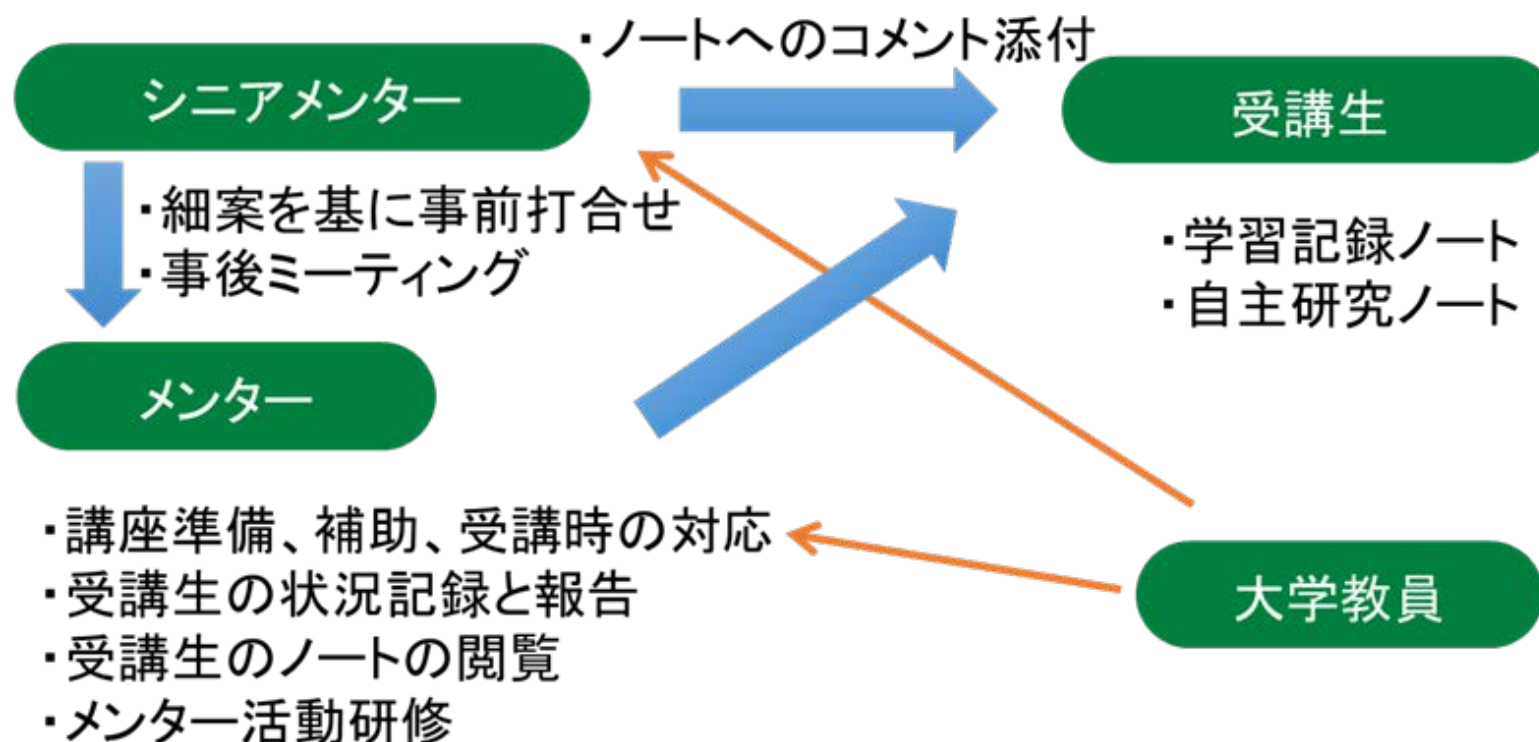 ・ノートへのコメント添付
シニアメンター
受講生
・細案を基に事前打合せ
・事後ミーティング
・学習記録ノート
・自主研究ノート
メンター
・講座準備、補助、受講時の対応
・受講生の状況記録と報告
・受講生のノートの閲覧
・メンター活動研修
大学教員